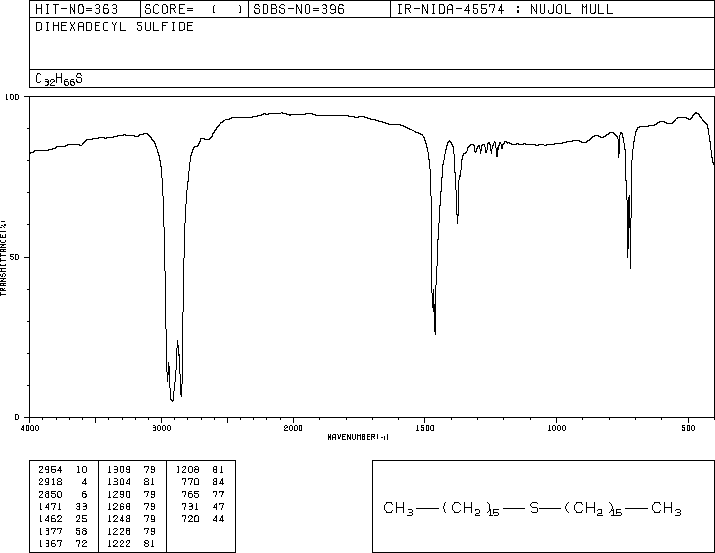 HIT-NO=363 SCORE= ( ) SDBS-NO=396 IR-NIDA-45574 : NUJOL MULL
DIHEXADECYL SULFIDE
C32H66S
100
50
0
TRANSMITTANCE(%)
4000 3000 2000 1500 1000 500
WAVENUMBER(-1)
2954 10 1309 79 1208 81
2918 4 1304 81 770 84
2850 6 1290 79 765 77
1471 33 1268 79 731 47
1462 25 1248 79 720 44
1377 58 1228 79
1367 72 1222 81
CH3—(CH2)15—S—(CH2)15—CH3